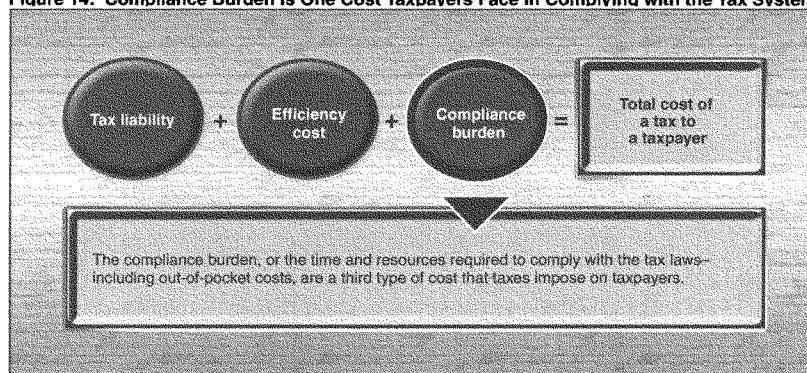 Figure 14: Compliance Burden Is One Cost Taxpayers Face in Complying with the Tax System
Tax liability + Efficiency cost + Compliance burden = Total cost of a tax to a taxpayer
The compliance burden, or the time and resources required to comply with the tax laws–
including out-of-pocket costs, are a third type of cost that taxes impose on taxpayers.